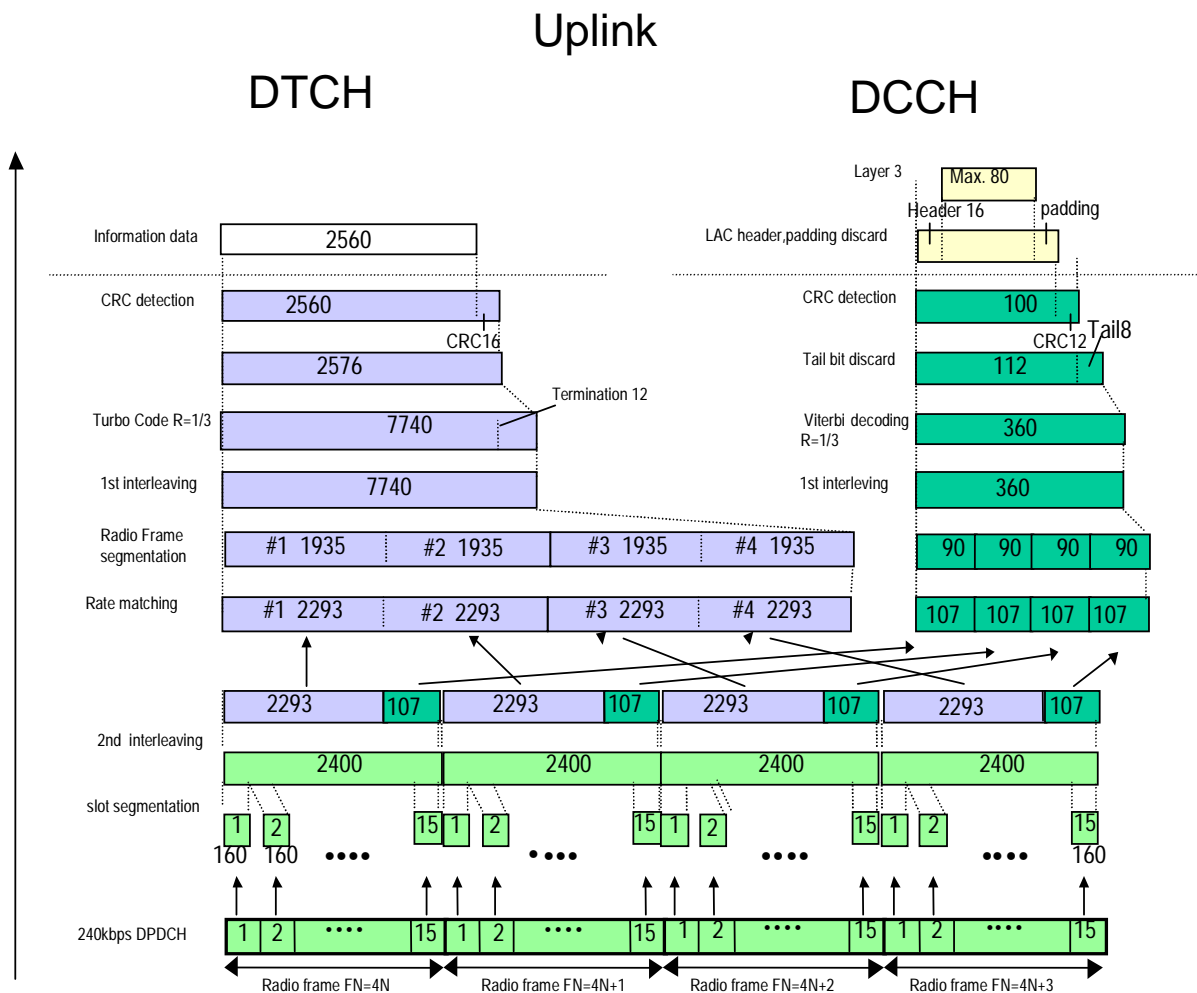 Uplink
DTCH
DCCH
Layer 3
Max. 80
Header 16
padding
Information data
2560
LAC header,padding discard
CRC detection
2560
CRC16
CRC detection
100
CRC12
Tail8
2576
Tail bit discard
112
Termination 12
Turbo Code R=1/3
7740
Viterbi decoding
R=1/3
360
1st interleaving
7740
1st interleving
360
Radio Frame
segmentation
#1 1935
#2 1935
#3 1935
#4 1935
90
90
90
90
Rate matching
#1 2293
#2 2293
#3 2293
#4 2293
107
107
107
107
2293
107
2293
107
2293
107
2293
107
2nd interleaving
2400
2400
2400
2400
slot segmentation
1
2
15
1
2
15
1
2
15
1
2
15
160
160
••••
••••
••••
••••
160
240kbps DPDCH
1
2
••••
15
1
2
••••
15
1
2
••••
15
1
2
••••
15
Radio frame FN=4N
Radio frame FN=4N+1
Radio frame FN=4N+2
Radio frame FN=4N+3